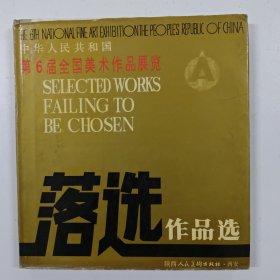 THE 6TH NATIONAL FINE ART EXHIBITION THE PEOPLE'S REPUBLIC OF CHINA
中华人民共和国
第6届全国美术作品展览
SELECTED WORKS
FAILING TO
BE CHOSEN
落选
作品选
陕西人民美术出版社·西安